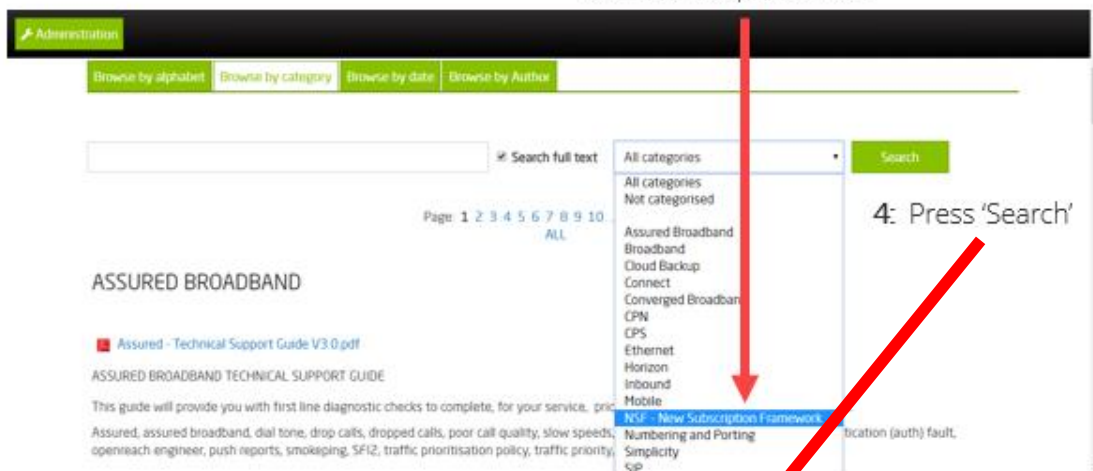 Administration
Browse by alphabet Browse by category Browse by date Browse by Author
Search full text All categories Search
All categories
Not categorised
4: Press ‘Search’
Page 1 2 3 4 5 6 7 8 9 10
ALL
Assured Broadband
Broadband
Cloud Backup
Connect
Converged Broadband
CPN
CPS
Ethernet
Horizon
Inbound
Mobile
NSF - New Subscription Framework
Numbering and Porting
Simplicity
SIP
ASSURED BROADBAND
Assured - Technical Support Guide V3.0.pdf
ASSURED BROADBAND TECHNICAL SUPPORT GUIDE
This guide will provide you with first line diagnostic checks to complete, for your service, pric
Assured, assured broadband, dial tone, drop calls, dropped calls, poor call quality, slow speeds, tication (auth) fault,
openreach engineer, push reports, smokeping, SFI2, traffic prioritisation policy, traffic priority,